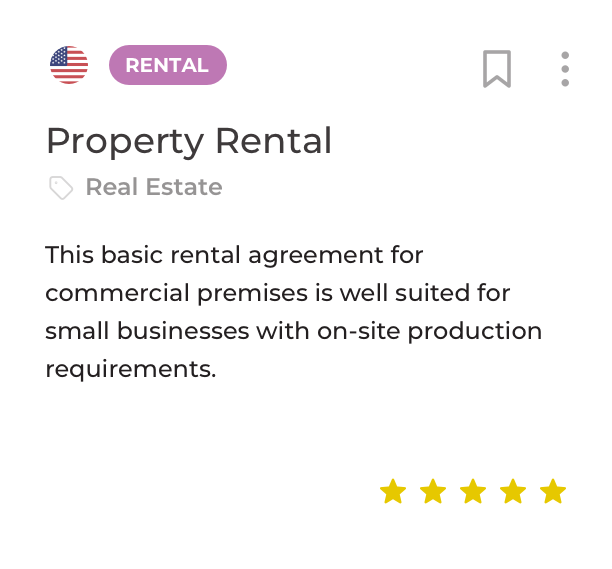 RENTAL
Property Rental
Real Estate
This basic rental agreement for
commercial premises is well suited for
small businesses with on-site production
requirements.